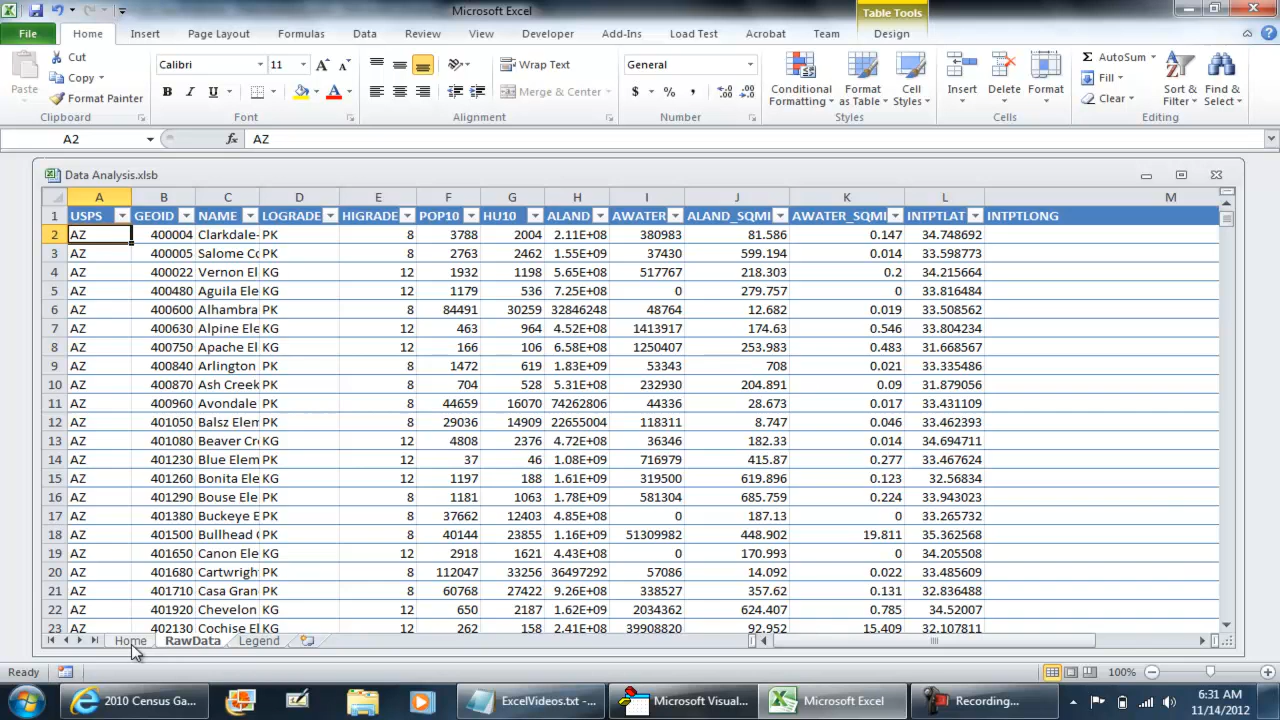 Microsoft Excel
Table Tools
File Home Insert Page Layout Formulas Data Review View Developer Add-Ins Load Test Acrobat Team Design
Paste
Cut
Copy
Format Painter
Clipboard
Calibri 11
B I U
Font
Wrap Text
Merge & Center
Alignment
General
$ % ,
Number
Conditional Formatting
Format as Table
Cell Styles
Styles
Insert
Delete
Format
Cells
AutoSum
Fill
Clear
Sort & Filter
Find & Select
Editing
A2 fx AZ
Data Analysis.xlsb
A B C D E F G H I J K L M
1 USPS GEOID NAME LOGRADE HIGRADE POP10 HU10 ALAND AWATER ALAND_SQMI AWATER_SQMI INTPTLAT INTPTLONG
2 AZ 400004 Clarkdale- PK 8 3788 2004 2.11E+08 380983 81.586 0.147 34.748692
3 AZ 400005 Salome Co PK 8 2763 2462 1.55E+09 37430 599.194 0.014 33.598773
4 AZ 400022 Vernon El KG 12 1932 1198 5.65E+08 517767 218.303 0.2 34.215664
5 AZ 400480 Aguila Ele KG 12 1179 536 7.25E+08 0 279.757 0 33.816484
6 AZ 400600 Alhambra PK 8 84491 30259 32846248 48764 12.682 0.019 33.508562
7 AZ 400630 Alpine Ele KG 12 463 964 4.52E+08 1413917 174.63 0.546 33.804234
8 AZ 400750 Apache El KG 12 166 106 6.58E+08 1250407 253.983 0.483 31.668567
9 AZ 400840 Arlington PK 8 1472 619 1.83E+09 53343 708 0.021 33.335486
10 AZ 400870 Ash Creek PK 8 704 528 5.31E+08 232930 204.891 0.09 31.879056
11 AZ 400960 Avondale PK 8 44659 16070 74262806 44336 28.673 0.017 33.431109
12 AZ 401050 Balsz Elem PK 8 29036 14909 22655004 118311 8.747 0.046 33.462393
13 AZ 401080 Beaver Cr KG 12 4808 2376 4.72E+08 36346 182.33 0.014 34.694711
14 AZ 401230 Blue Elem PK 8 37 46 1.08E+09 716979 415.87 0.277 33.467624
15 AZ 401260 Bonita Ele KG 12 1197 188 1.61E+09 319500 619.896 0.123 32.56834
16 AZ 401290 Bouse Ele PK 8 1181 1063 1.78E+09 581304 685.759 0.224 33.943023
17 AZ 401380 Buckeye E PK 8 37662 12403 4.85E+08 0 187.13 0 33.265732
18 AZ 401500 Bullhead C PK 8 40144 23855 1.16E+09 51309982 448.902 19.811 35.362568
19 AZ 401650 Canon Ele KG 12 2918 1621 4.43E+08 0 170.993 0 34.205508
20 AZ 401680 Cartwright PK 8 112047 33256 36497292 57086 14.092 0.022 33.485609
21 AZ 401710 Casa Gran PK 8 60768 27422 9.26E+08 338527 357.62 0.131 32.836488
22 AZ 401920 Chevelon KG 12 650 2187 1.62E+09 2034362 624.407 0.785 34.52007
23 AZ 402130 Cochise El KG 8 262 158 2.41E+08 39908820 92.952 15.409 32.107811
Home RawData Legend
Ready 100%
2010 Census Ga... ExcelVideos.txt -... Microsoft Visual... Microsoft Excel Recording... 6:31 AM
11/14/2012